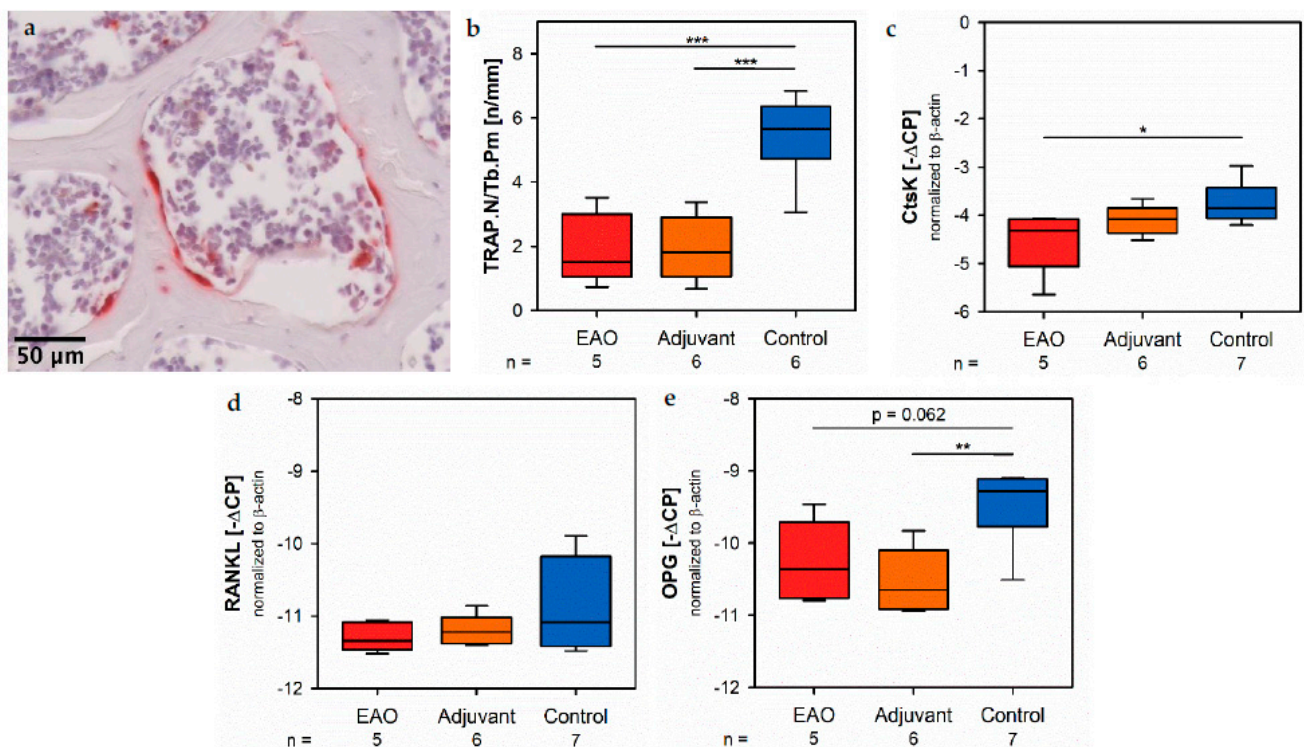 a
50 µm
b
TRAP.N/Tb.Pm [n/mm]
8
6
4
2
0
***
***
EAO Adjuvant Control
n = 5 6 6
c
CtsK [-ΔCP]
normalized to β-actin
0
-1
-2
-3
-4
-5
-6
*
EAO Adjuvant Control
n = 5 6 7
d
RANKL [-ΔCP]
normalized to β-actin
-8
-9
-10
-11
-12
EAO Adjuvant Control
n = 5 6 7
e
OPG [-ΔCP]
normalized to β-actin
-8
-9
-10
-11
-12
p = 0.062
**
EAO Adjuvant Control
n = 5 6 7